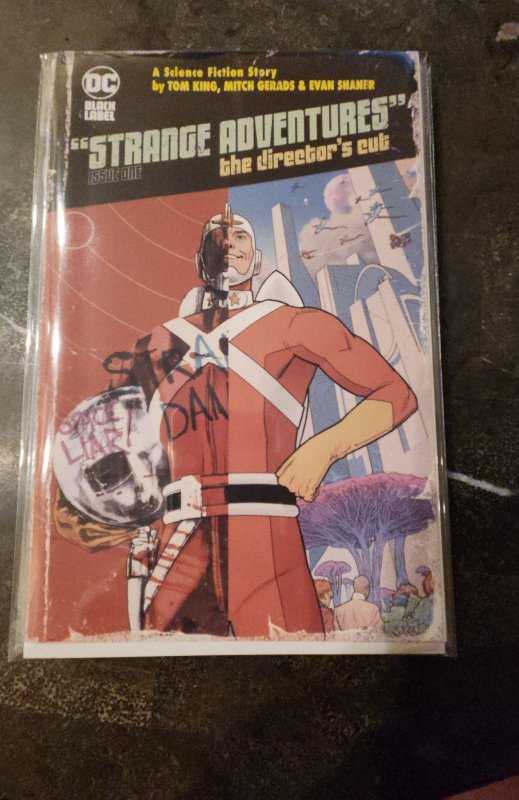 DC
BLACK
LABEL
A Science Fiction Story
by TOM KING, MITCH GERADS & EVAN SHANER
"STRANGE ADVENTURES"
ISSUE ONE
the director's cut
STRA
DAM
SPACE
LIAR!